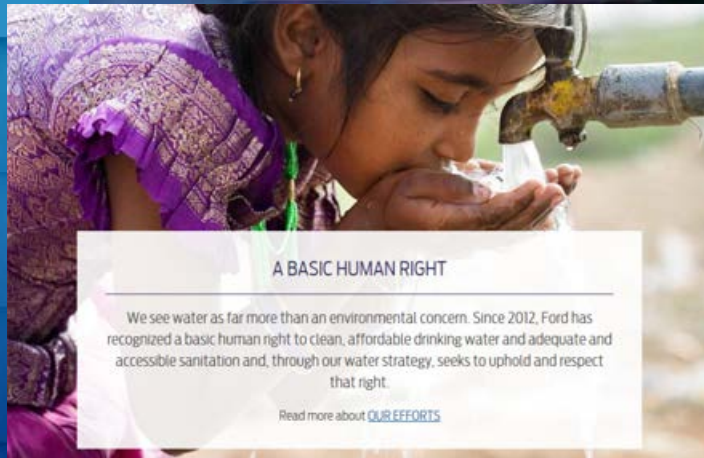 A BASIC HUMAN RIGHT
We see water as far more than an environmental concern. Since 2012, Ford has
recognized a basic human right to clean, affordable drinking water and adequate and
accessible sanitation and, through our water strategy, seeks to uphold and respect
that right.
Read more about OUR EFFORTS